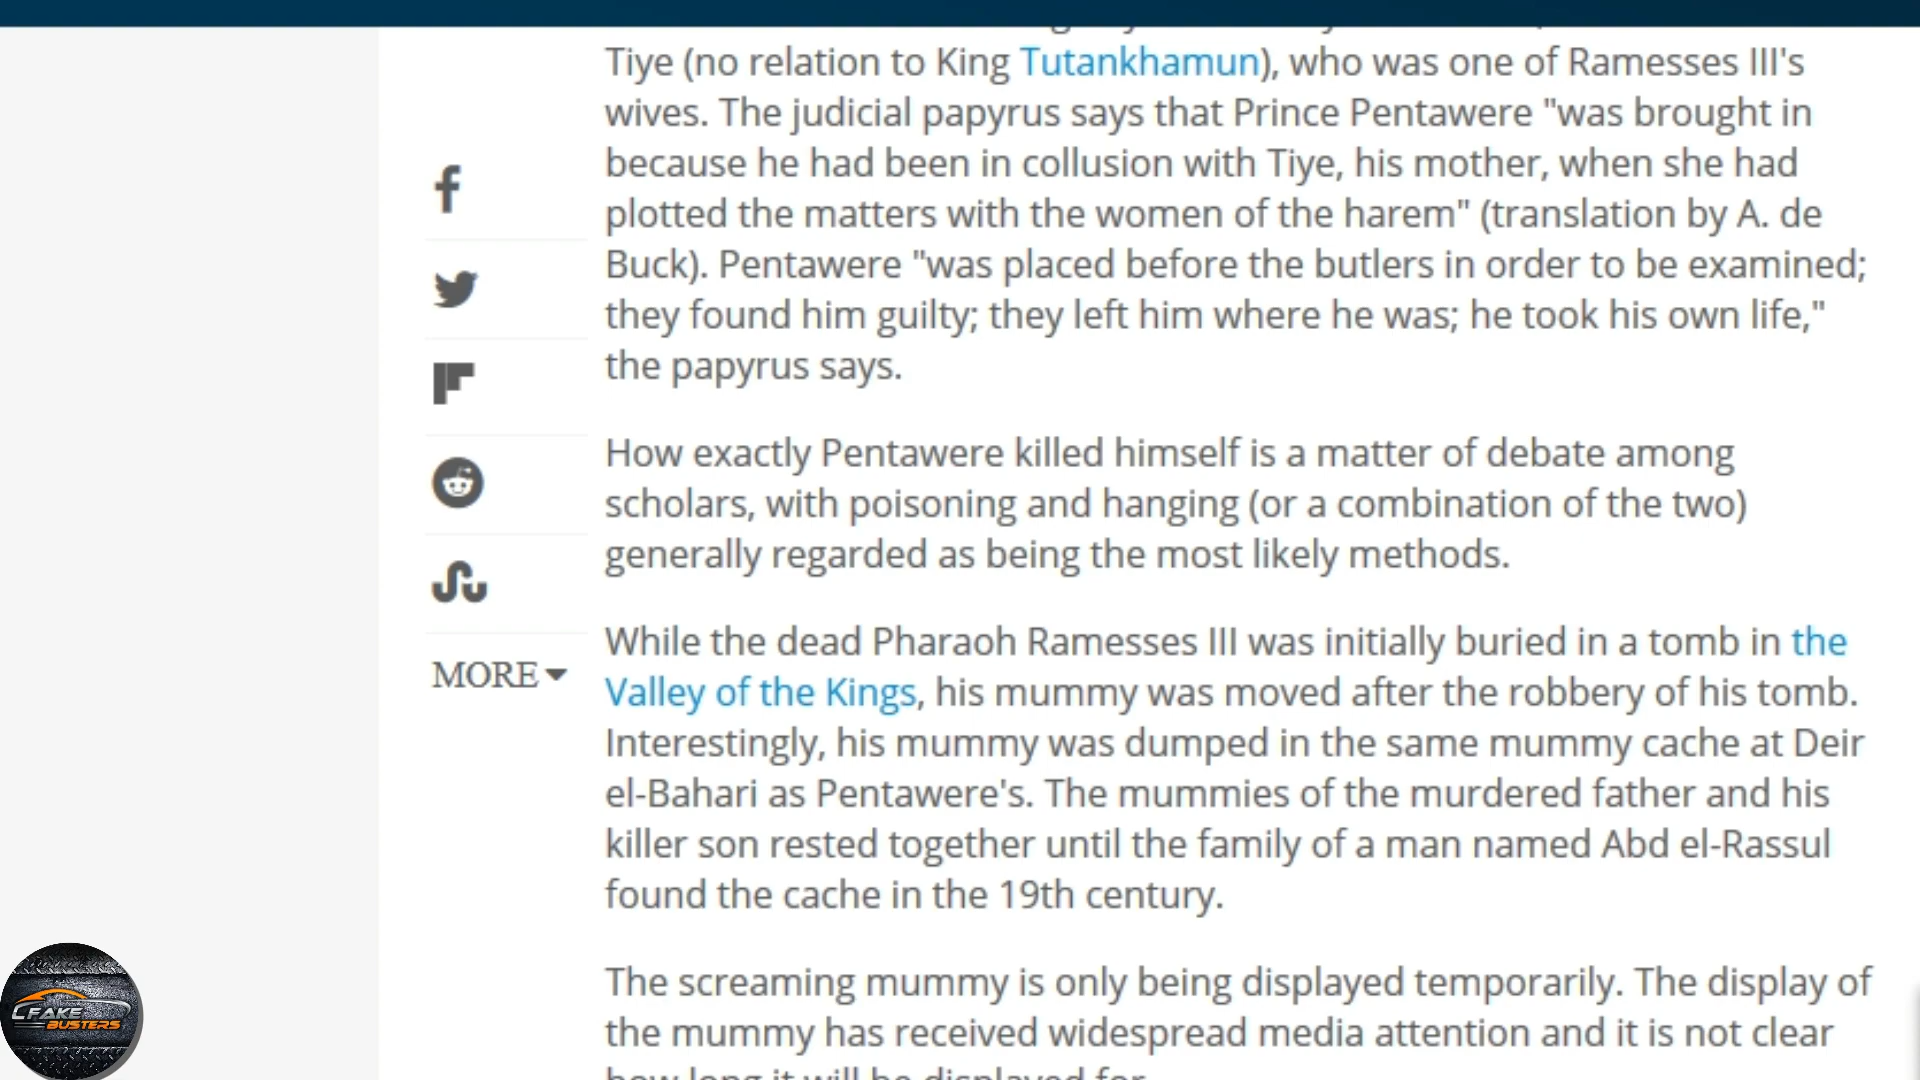 Tiye (no relation to King Tutankhamun), who was one of Ramesses III's
wives. The judicial papyrus says that Prince Pentawere "was brought in
because he had been in collusion with Tiye, his mother, when she had
plotted the matters with the women of the harem" (translation by A. de
Buck). Pentawere "was placed before the butlers in order to be examined;
they found him guilty; they left him where he was; he took his own life,"
the papyrus says.
How exactly Pentawere killed himself is a matter of debate among
scholars, with poisoning and hanging (or a combination of the two)
generally regarded as being the most likely methods.
While the dead Pharaoh Ramesses III was initially buried in a tomb in the
Valley of the Kings, his mummy was moved after the robbery of his tomb.
Interestingly, his mummy was dumped in the same mummy cache at Deir
el-Bahari as Pentawere's. The mummies of the murdered father and his
killer son rested together until the family of a man named Abd el-Rassul
found the cache in the 19th century.
The screaming mummy is only being displayed temporarily. The display of
the mummy has received widespread media attention and it is not clear
how long it will be displayed for.
MORE
FAKE
BUSTERS